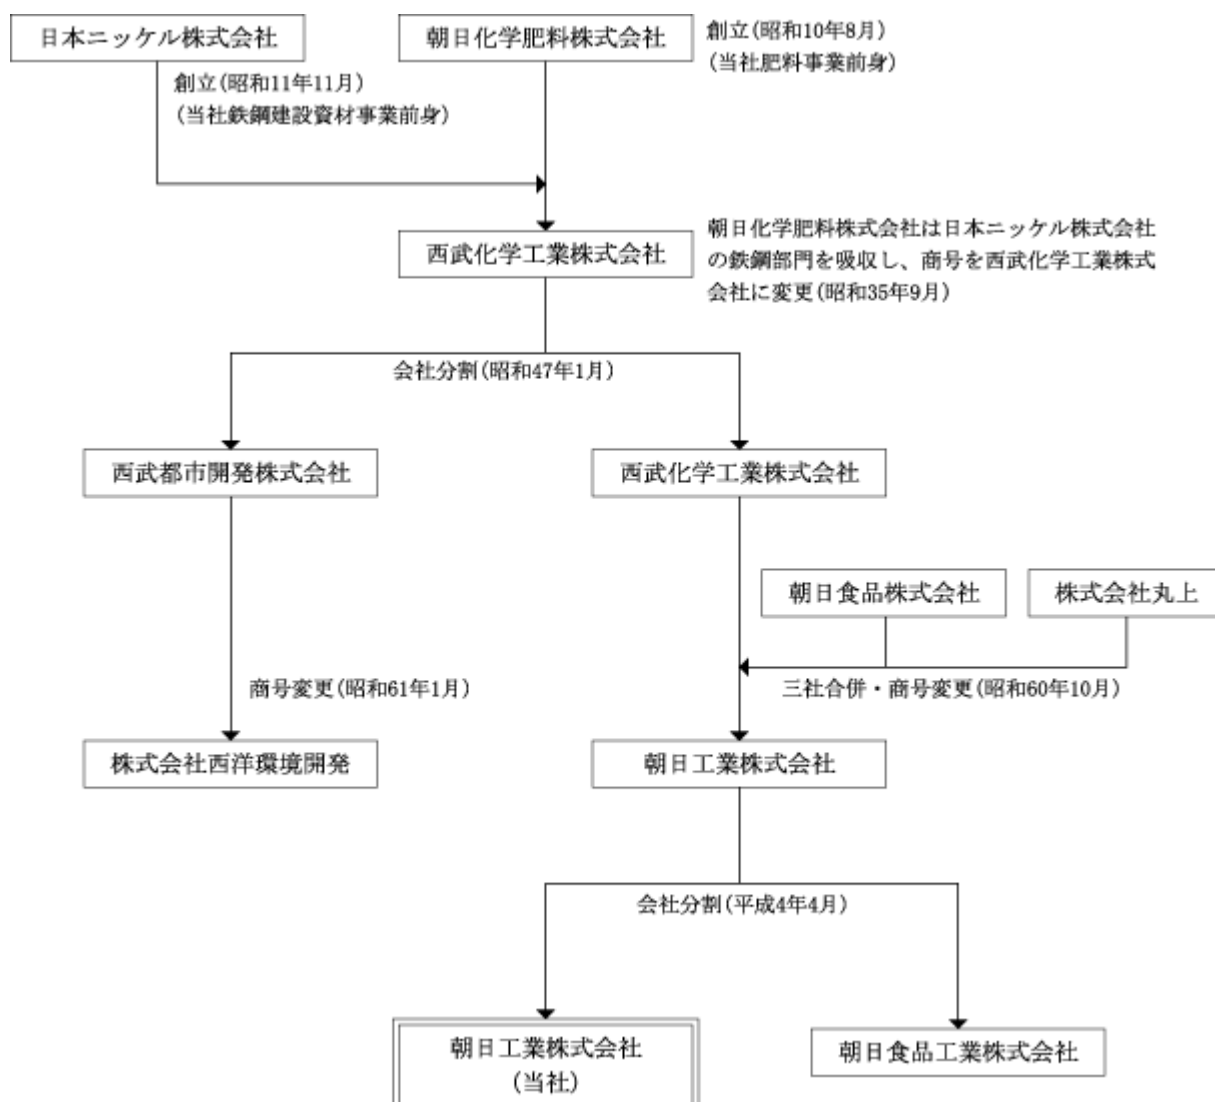 日本ニッケル株式会社
朝日化学肥料株式会社
創立(昭和10年8月)
(当社肥料事業前身)
創立(昭和11年11月)
(当社鉄鋼建設資材事業前身)
西武化学工業株式会社
朝日化学肥料株式会社は日本ニッケル株式会社
の鉄鋼部門を吸収し、商号を西武化学工業株式
会社に変更(昭和35年9月)
会社分割(昭和47年1月)
西武都市開発株式会社
西武化学工業株式会社
朝日食品株式会社
株式会社丸上
商号変更(昭和61年1月)
三社合併・商号変更(昭和60年10月)
株式会社西洋環境開発
朝日工業株式会社
会社分割(平成4年4月)
朝日工業株式会社
(当社)
朝日食品工業株式会社